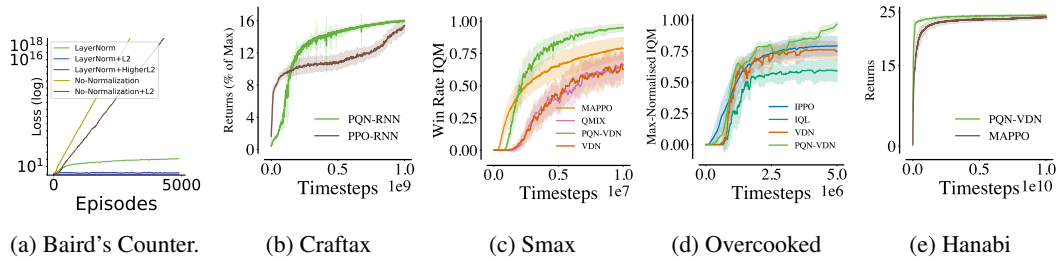 Loss (log)
10^18
10^16
10^1
LayerNorm
LayerNorm+L2
LayerNorm+HigherL2
No-Normalization
No-Normalization+L2
0
5000
Episodes
(a) Baird's Counter.
Returns (% of Max)
16
12
8
4
0
PQN-RNN
PPO-RNN
0.0
0.5
1.0
Timesteps
1e9
(b) Craftax
Win Rate IQM
1.00
0.75
0.50
0.25
0.00
MAPPO
QMIX
PQN-VDN
VDN
0.0
0.5
1.0
Timesteps
1e7
(c) Smax
Max-Normalised IQM
1.00
0.75
0.50
0.25
0.00
IPPO
IQL
VDN
PQN-VDN
0.0
2.5
5.0
Timesteps
1e6
(d) Overcooked
Returns
25
15
0
PQN-VDN
MAPPO
0.0
0.5
1.0
Timesteps
1e10
(e) Hanabi